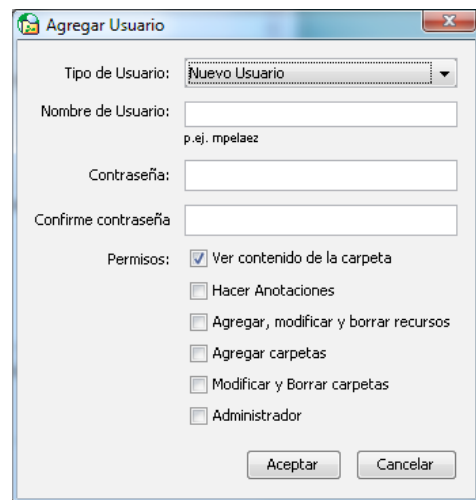 Agregar Usuario
Tipo de Usuario: Nuevo Usuario
Nombre de Usuario:
p.ej. mpelaez
Contraseña:
Confirme contraseña
Permisos: Ver contenido de la carpeta
Hacer Anotaciones
Agregar, modificar y borrar recursos
Agregar carpetas
Modificar y Borrar carpetas
Administrador
Aceptar Cancelar